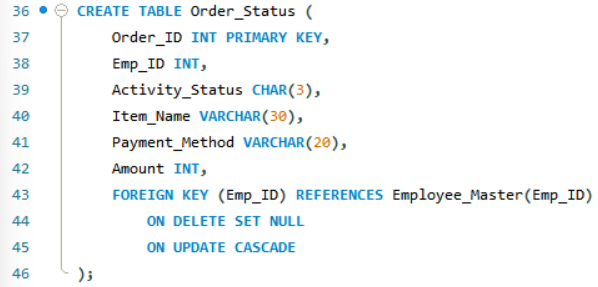 36 CREATE TABLE Order_Status (
37 Order_ID INT PRIMARY KEY,
38 Emp_ID INT,
39 Activity_Status CHAR(3),
40 Item_Name VARCHAR(30),
41 Payment_Method VARCHAR(20),
42 Amount INT,
43 FOREIGN KEY (Emp_ID) REFERENCES Employee_Master(Emp_ID)
44 ON DELETE SET NULL
45 ON UPDATE CASCADE
46 );